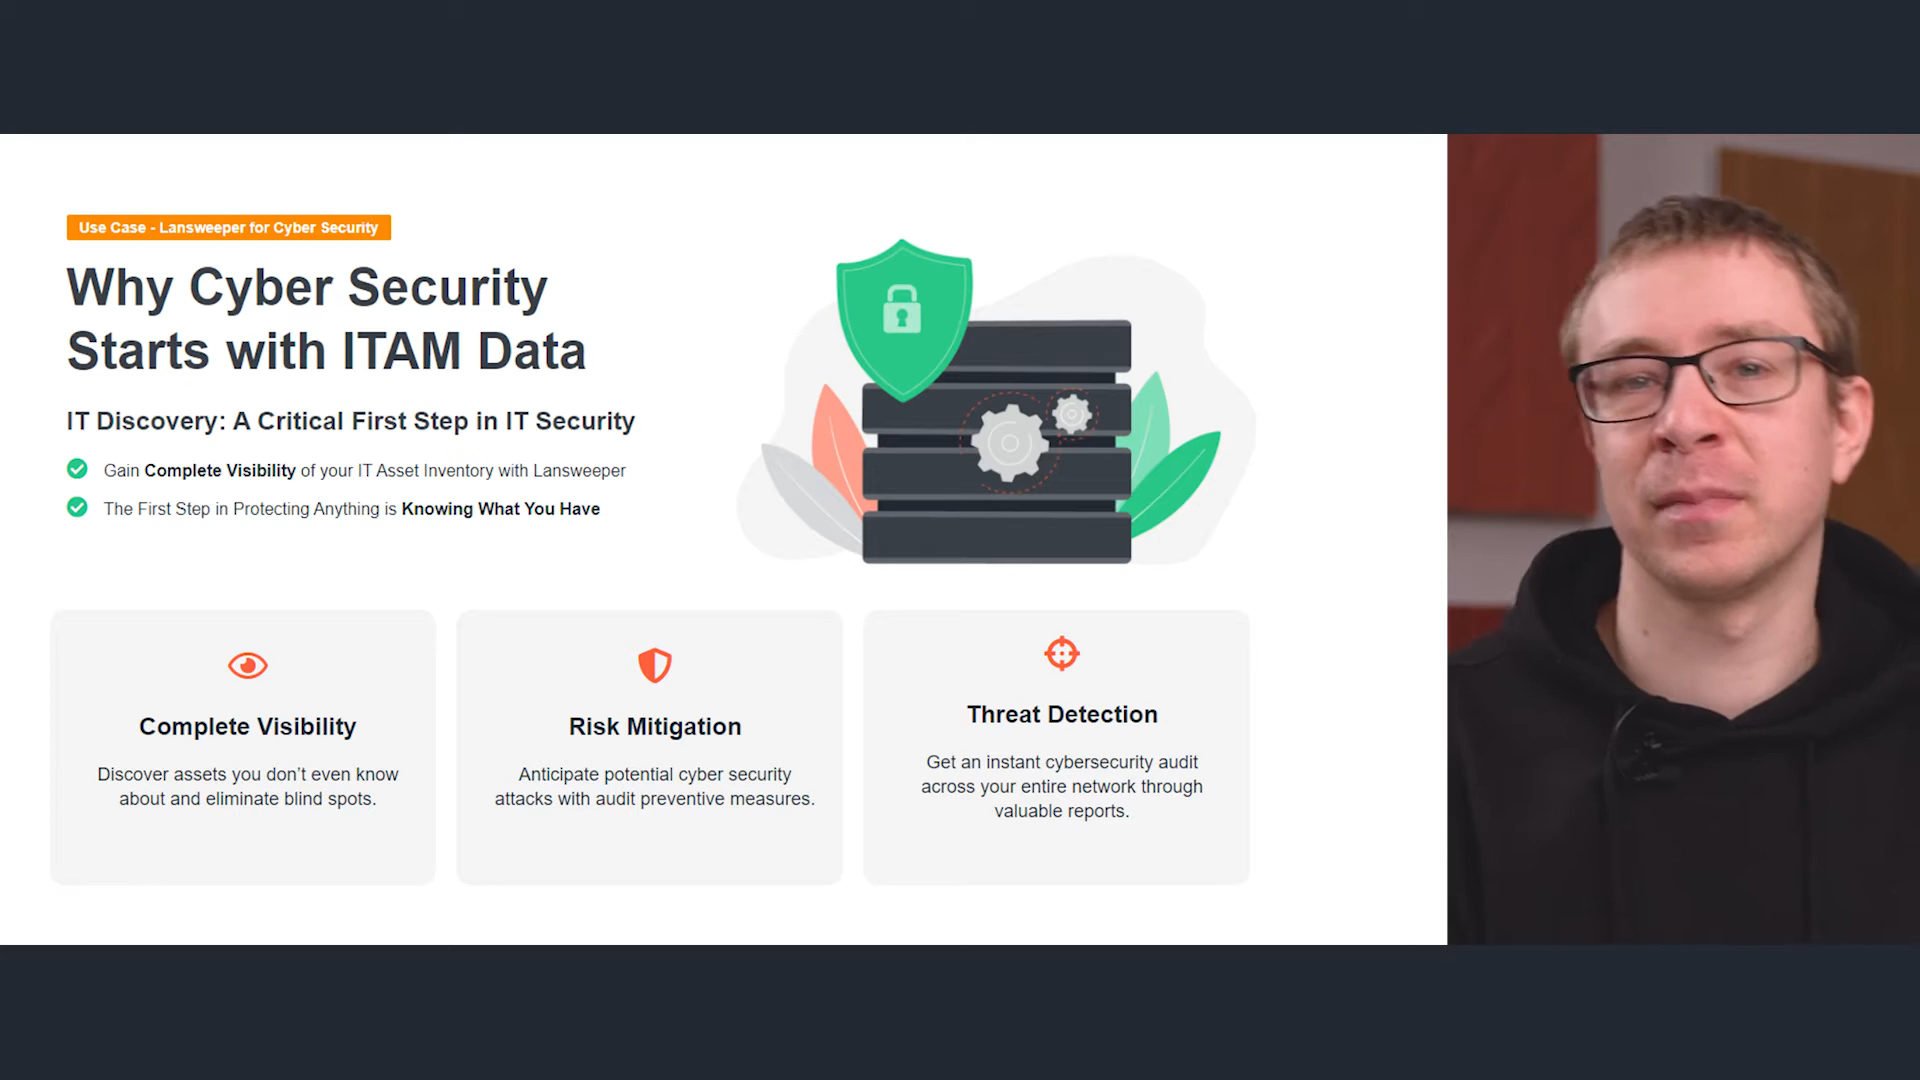 Use Case - Lansweeper for Cyber Security
Why Cyber Security
Starts with ITAM Data
IT Discovery: A Critical First Step in IT Security
Gain Complete Visibility of your IT Asset Inventory with Lansweeper
The First Step in Protecting Anything is Knowing What You Have
Complete Visibility
Discover assets you don’t even know
about and eliminate blind spots.
Risk Mitigation
Anticipate potential cyber security
attacks with audit preventive measures.
Threat Detection
Get an instant cybersecurity audit
across your entire network through
valuable reports.